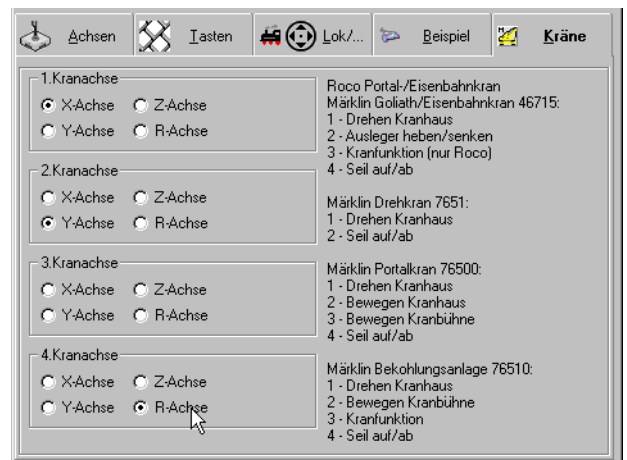 Achsen Tasten Lok/... Beispiel Kräne
1.Kranachse
X-Achse Z-Achse
Y-Achse R-Achse
2.Kranachse
X-Achse Z-Achse
Y-Achse R-Achse
3.Kranachse
X-Achse Z-Achse
Y-Achse R-Achse
4.Kranachse
X-Achse Z-Achse
Y-Achse R-Achse
Roco Portal-/Eisenbahnkran
Märklin Goliath/Eisenbahnkran 46715:
1 - Drehen Kranhaus
2 - Ausleger heben/senken
3 - Kranfunktion (nur Roco)
4 - Seil auf/ab
Märklin Drehkran 7651:
1 - Drehen Kranhaus
2 - Seil auf/ab
Märklin Portalkran 76500:
1 - Drehen Kranhaus
2 - Bewegen Kranhaus
3 - Bewegen Kranbühne
4 - Seil auf/ab
Märklin Bekohlungsanlage 76510:
1 - Drehen Kranhaus
2 - Bewegen Kranbühne
3 - Kranfunktion
4 - Seil auf/ab